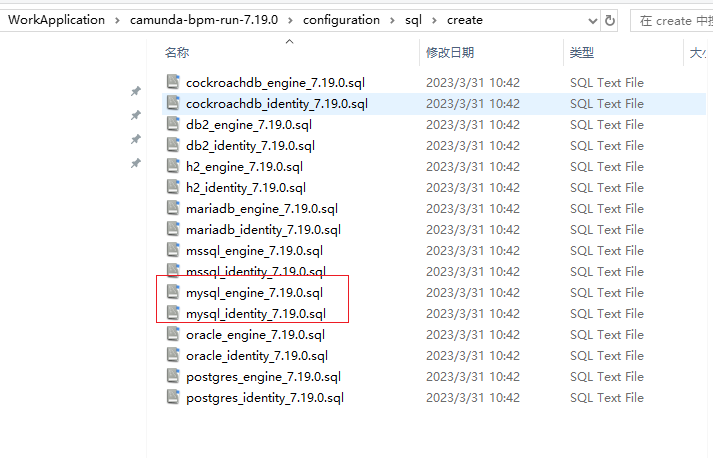 WorkApplication › camunda-bpm-run-7.19.0 › configuration › sql › create
在 create 中
名称 修改日期 类型 大小
cockroachdb_engine_7.19.0.sql 2023/3/31 10:42 SQL Text File
cockroachdb_identity_7.19.0.sql 2023/3/31 10:42 SQL Text File
db2_engine_7.19.0.sql 2023/3/31 10:42 SQL Text File
db2_identity_7.19.0.sql 2023/3/31 10:42 SQL Text File
h2_engine_7.19.0.sql 2023/3/31 10:42 SQL Text File
h2_identity_7.19.0.sql 2023/3/31 10:42 SQL Text File
mariadb_engine_7.19.0.sql 2023/3/31 10:42 SQL Text File
mariadb_identity_7.19.0.sql 2023/3/31 10:42 SQL Text File
mssql_engine_7.19.0.sql 2023/3/31 10:42 SQL Text File
mssql_identity_7.19.0.sql 2023/3/31 10:42 SQL Text File
mysql_engine_7.19.0.sql 2023/3/31 10:42 SQL Text File
mysql_identity_7.19.0.sql 2023/3/31 10:42 SQL Text File
oracle_engine_7.19.0.sql 2023/3/31 10:42 SQL Text File
oracle_identity_7.19.0.sql 2023/3/31 10:42 SQL Text File
postgres_engine_7.19.0.sql 2023/3/31 10:42 SQL Text File
postgres_identity_7.19.0.sql 2023/3/31 10:42 SQL Text File